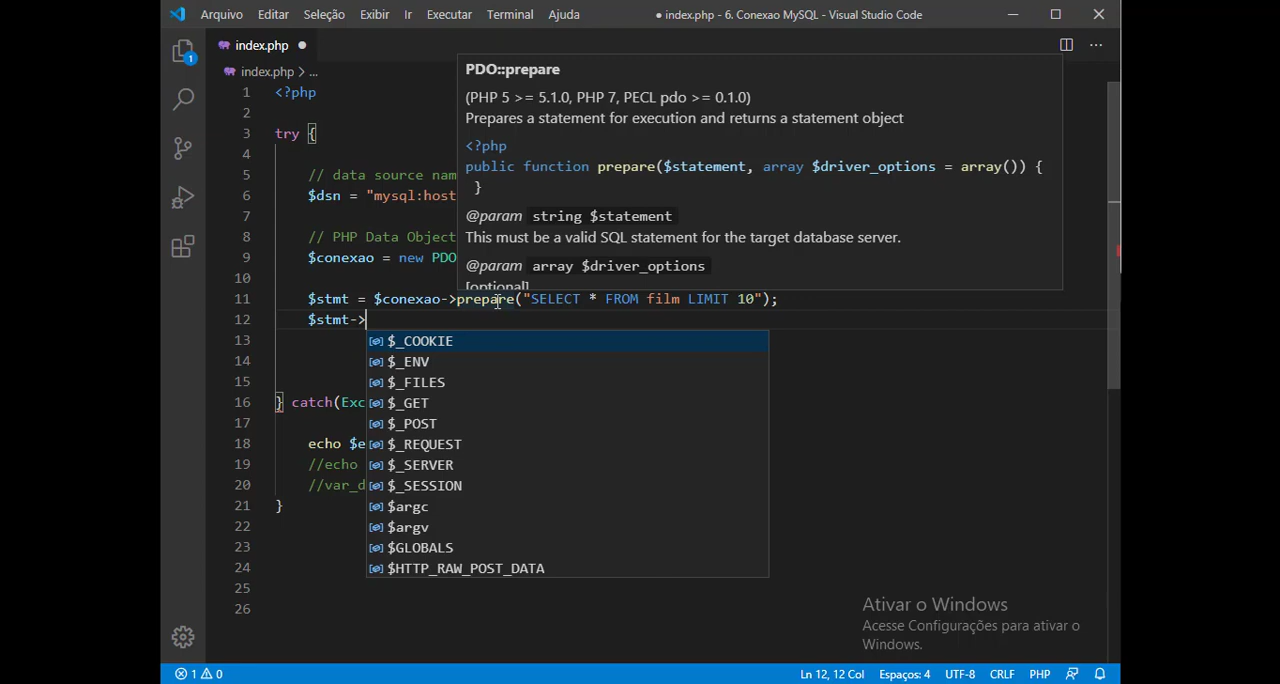 Arquivo Editar Seleção Exibir Ir Executar Terminal Ajuda ● index.php - 6. Conexao MySQL - Visual Studio Code
index.php ●
index.php > ...
1 <?php
2
3 try {
4
5 // data source nam
6 $dsn = "mysql:host
7
8 // PHP Data Object
9 $conexao = new PDO
10
11 $stmt = $conexao->prepare("SELECT * FROM film LIMIT 10");
12 $stmt->
13
14
15
16 } catch(Exc
17
18 echo $e
19 //echo
20 //var_d
21 }
22
23
24
25
26
PDO::prepare
(PHP 5 >= 5.1.0, PHP 7, PECL pdo >= 0.1.0)
Prepares a statement for execution and returns a statement object
<?php
public function prepare($statement, array $driver_options = array()) {
}
@param string $statement
This must be a valid SQL statement for the target database server.
@param array $driver_options
[optional]
$_COOKIE
$_ENV
$_FILES
$_GET
$_POST
$_REQUEST
$_SERVER
$_SESSION
$argc
$argv
$GLOBALS
$HTTP_RAW_POST_DATA
1
Ativar o Windows
Acesse Configurações para ativar o
Windows.
1 0 Ln 12, 12 Col Espaços: 4 UTF-8 CRLF PHP